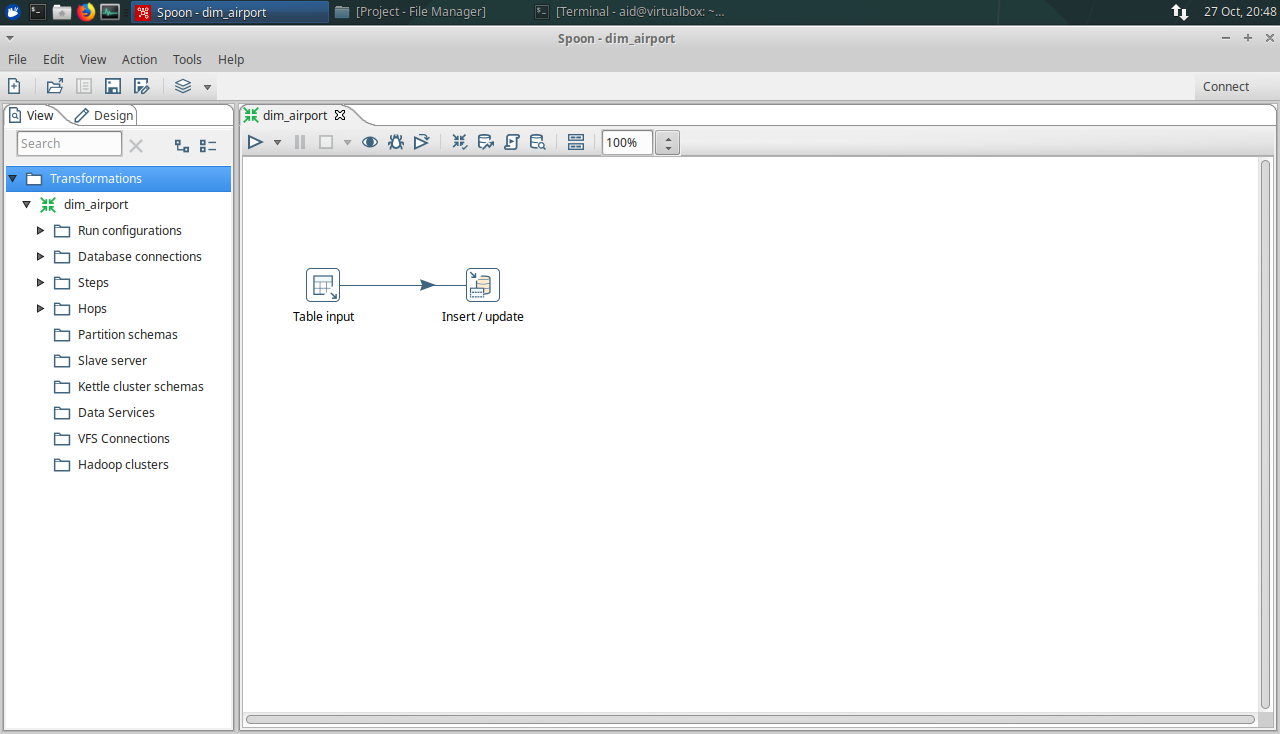 Spoon - dim_airport
[Project - File Manager]
[Terminal - aid@virtualbox: ~...
27 Oct, 20:48
Spoon - dim_airport
File Edit View Action Tools Help
Connect
View
Design
dim_airport
Search
100%
Transformations
dim_airport
Run configurations
Database connections
Steps
Hops
Partition schemas
Slave server
Kettle cluster schemas
Data Services
VFS Connections
Hadoop clusters
Table input
Insert / update